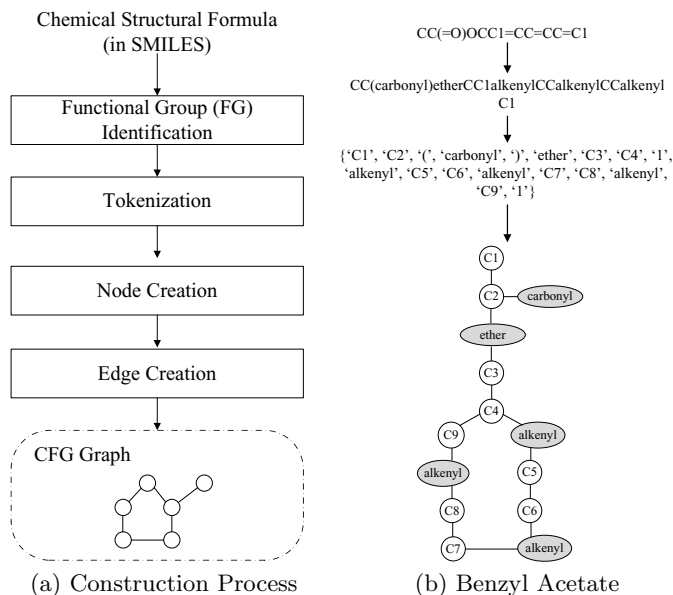 Chemical Structural Formula
(in SMILES)
Functional Group (FG)
Identification
Tokenization
Node Creation
Edge Creation
CFG Graph
(a) Construction Process
CC(=O)OCC1=CC=CC=C1
CC(carbonyl)etherCC1alkenylCCalkenylCCalkenyl
C1
{‘C1’, ‘C2’, ‘(’, ‘carbonyl’, ‘)’, ‘ether’, ‘C3’, ‘C4’, ‘1’,
‘alkenyl’, ‘C5’, ‘C6’, ‘alkenyl’, ‘C7’, ‘C8’, ‘alkenyl’,
‘C9’, ‘1’}
C1
C2 carbonyl
ether
C3
C4
C9 alkenyl
alkenyl C5
C8 C6
C7 alkenyl
(b) Benzyl Acetate